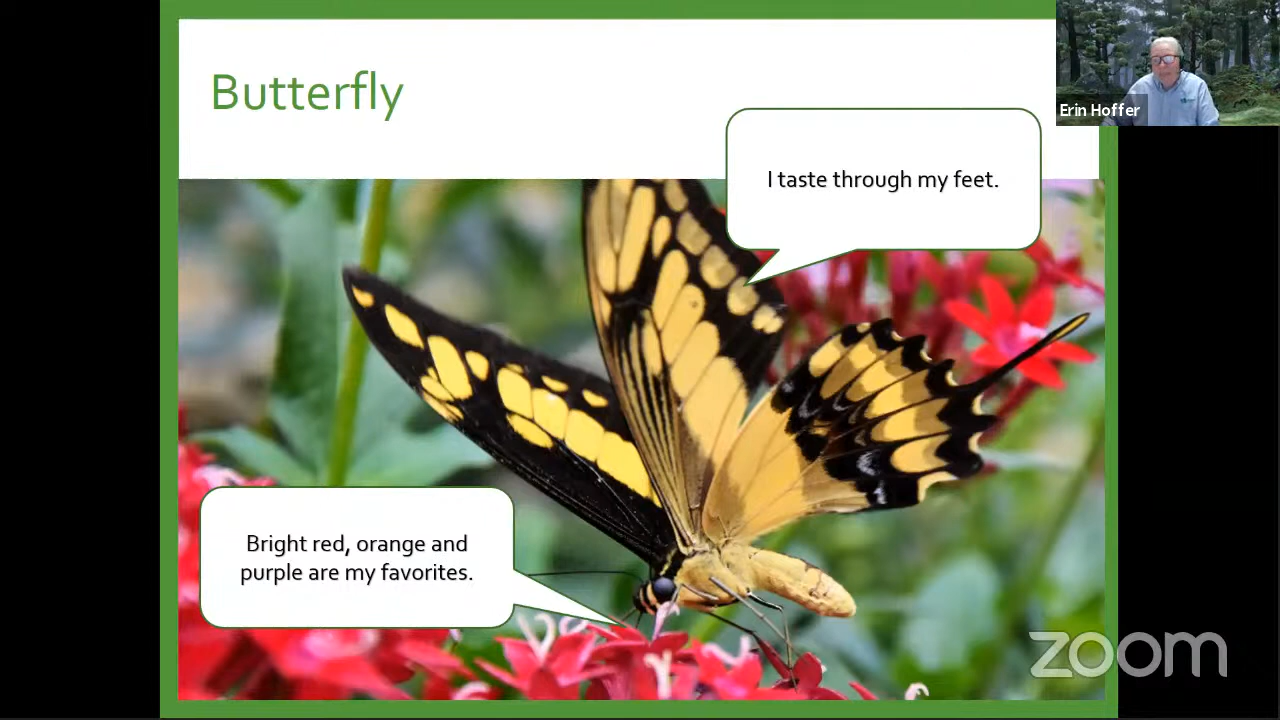 Butterfly
Erin Hoffer
I taste through my feet.
Bright red, orange and
purple are my favorites.
zoom